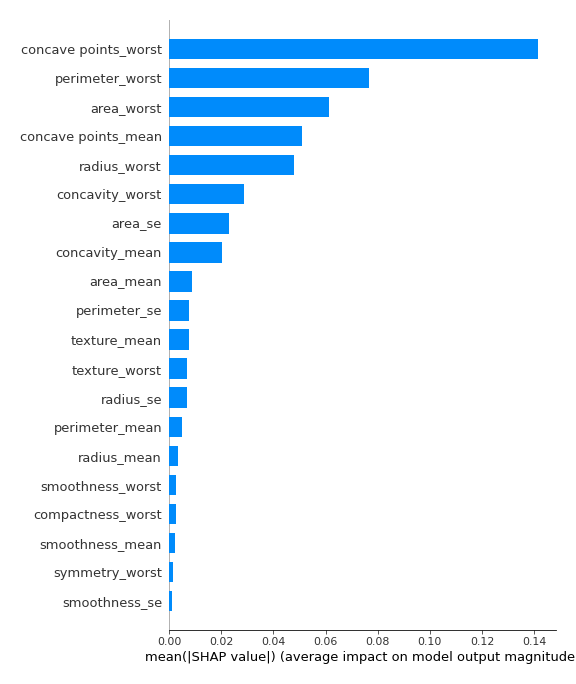 concave points_worst
perimeter_worst
area_worst
concave points_mean
radius_worst
concavity_worst
area_se
concavity_mean
area_mean
perimeter_se
texture_mean
texture_worst
radius_se
perimeter_mean
radius_mean
smoothness_worst
compactness_worst
smoothness_mean
symmetry_worst
smoothness_se
0.00 0.02 0.04 0.06 0.08 0.10 0.12 0.14
mean(|SHAP value|) (average impact on model output magnitude